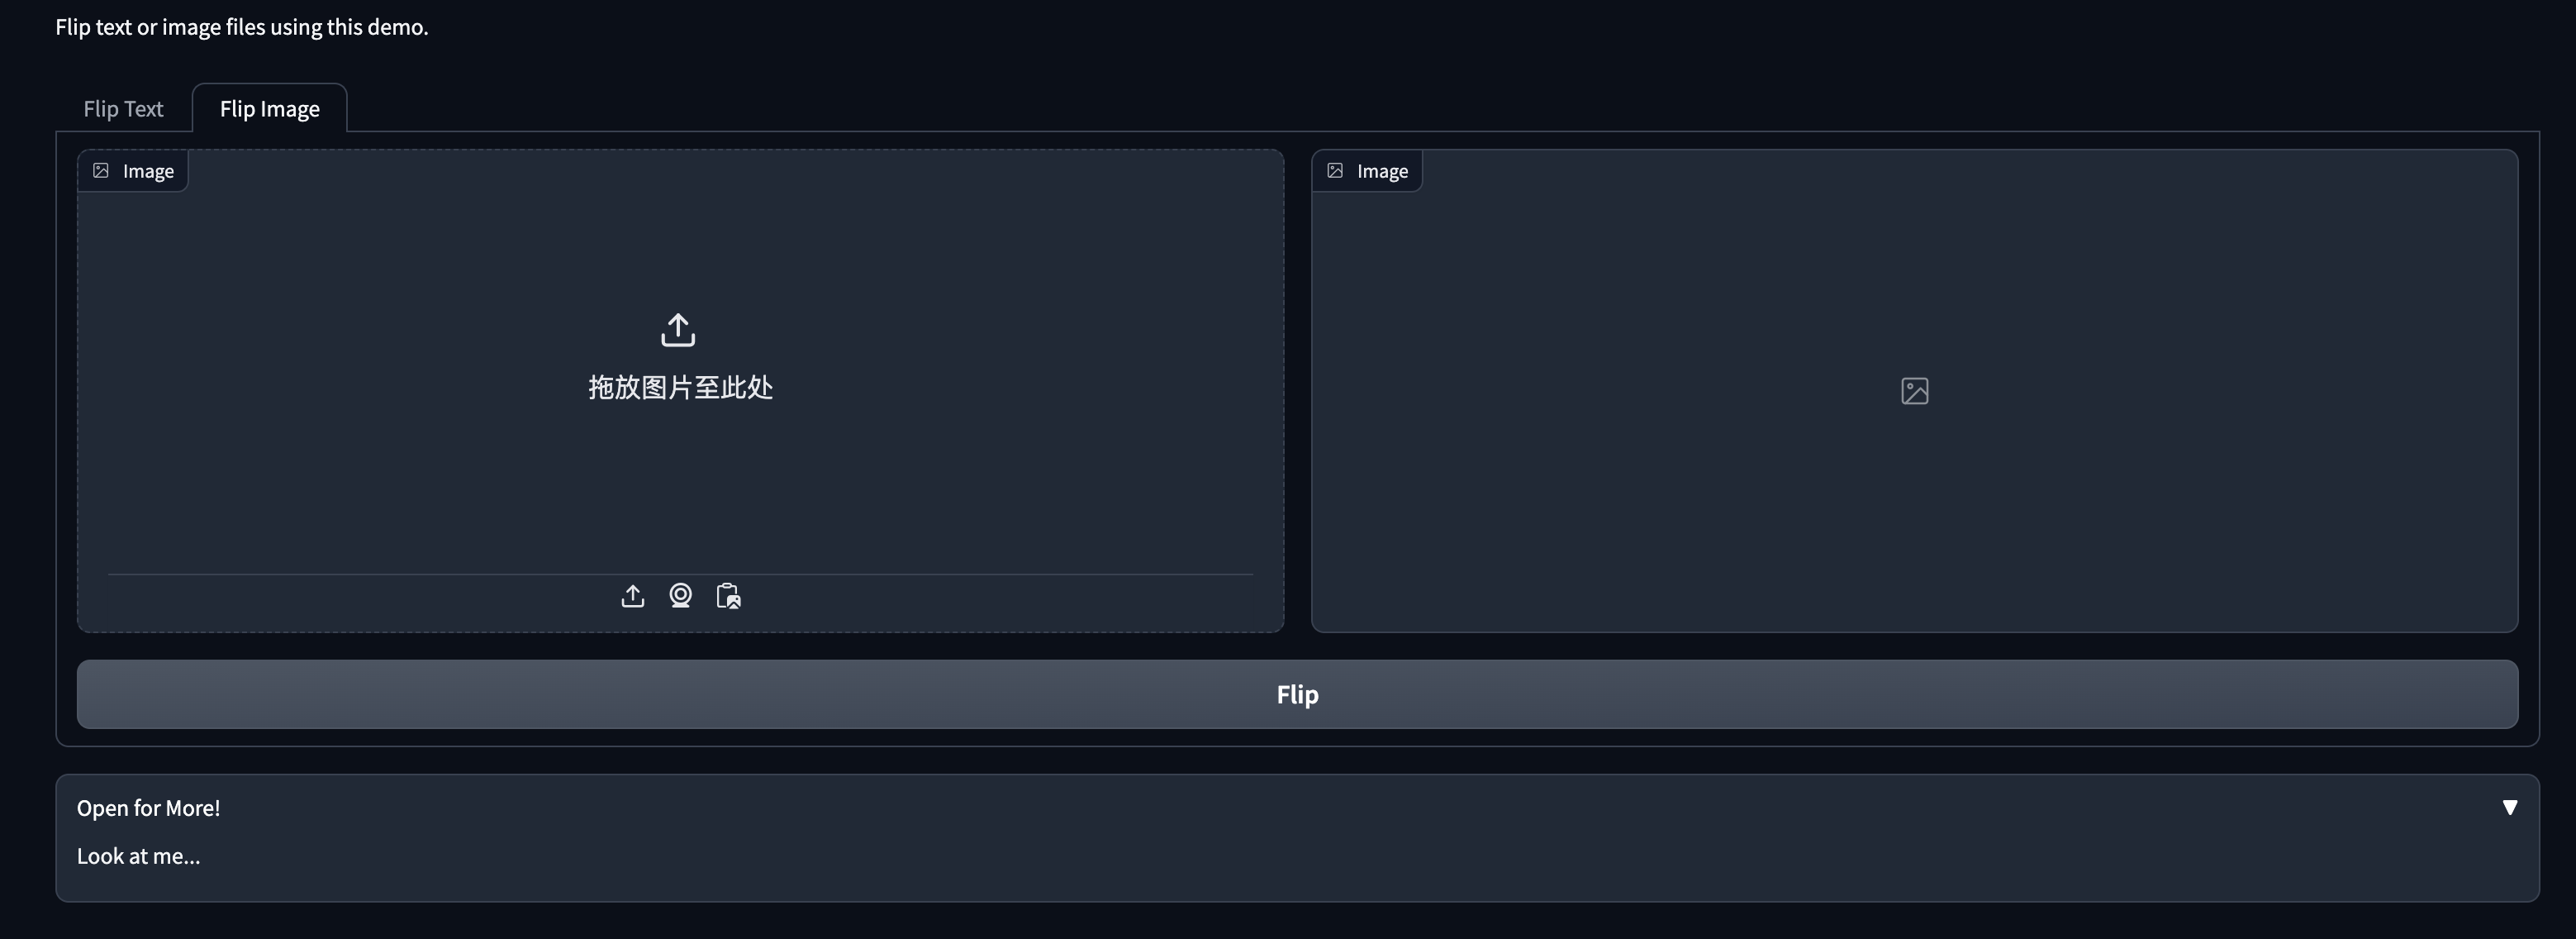 Flip text or image files using this demo.
Flip Text
Flip Image
Image
Image
拖放图片至此处
Flip
Open for More!
Look at me...